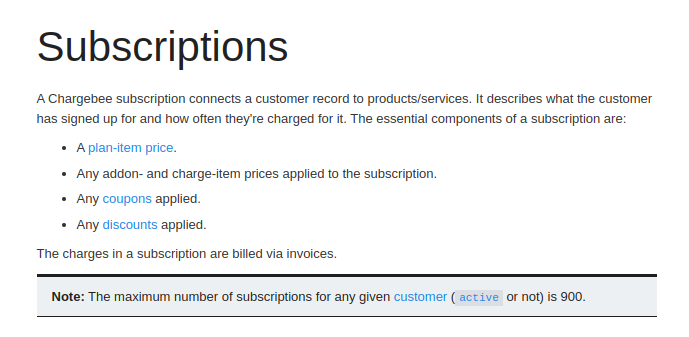 Subscriptions
A Chargebee subscription connects a customer record to products/services. It describes what the customer
has signed up for and how often they're charged for it. The essential components of a subscription are:
• A plan-item price.
• Any addon- and charge-item prices applied to the subscription.
• Any coupons applied.
• Any discounts applied.
The charges in a subscription are billed via invoices.
Note: The maximum number of subscriptions for any given customer (active or not) is 900.